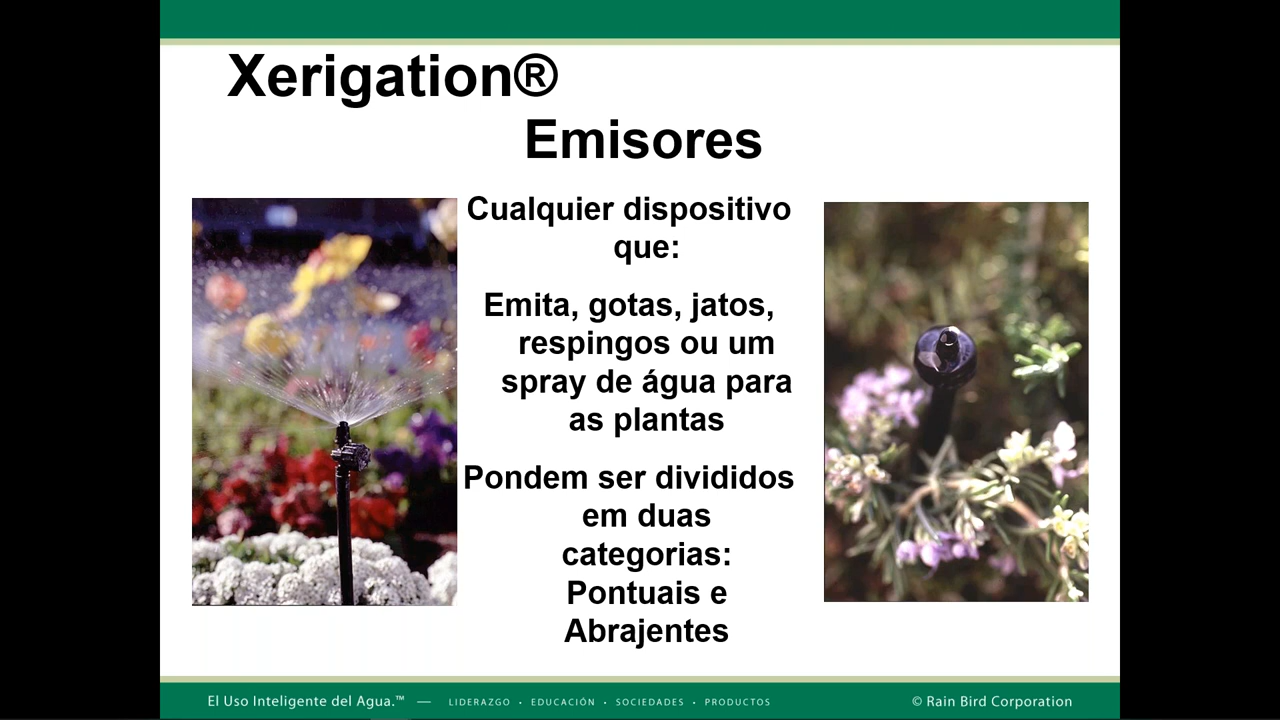 Xerigation®
Emisores
Cualquier dispositivo
que:
Emita, gotas, jatos,
respingos ou um
spray de água para
as plantas
Pondem ser divididos
em duas
categorias:
Pontuais e
Abrajentes
El Uso Inteligente del Agua.™ — LIDERAZGO • EDUCACIÓN • SOCIEDADES • PRODUCTOS
© Rain Bird Corporation